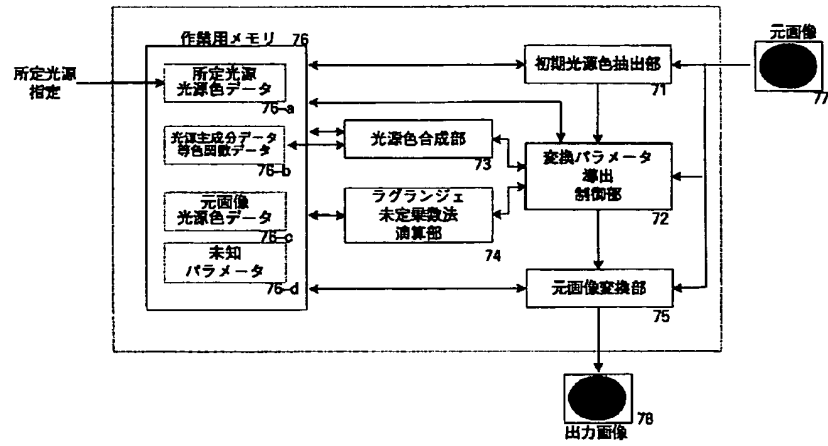 作業用メモリ 76
元画像
所定光源
指定
所定光源
光源色データ
76-a
初期光源色抽出部
71
77
光源主成分データ
等色関数データ
76-b
光源色合成部
73
変換パラメータ
導出
制御部
72
元画像
光源色データ
76-c
ラグランジェ
未定乗数法
演算部
74
未知
パラメータ
76-d
元画像変換部
75
78
出力画像